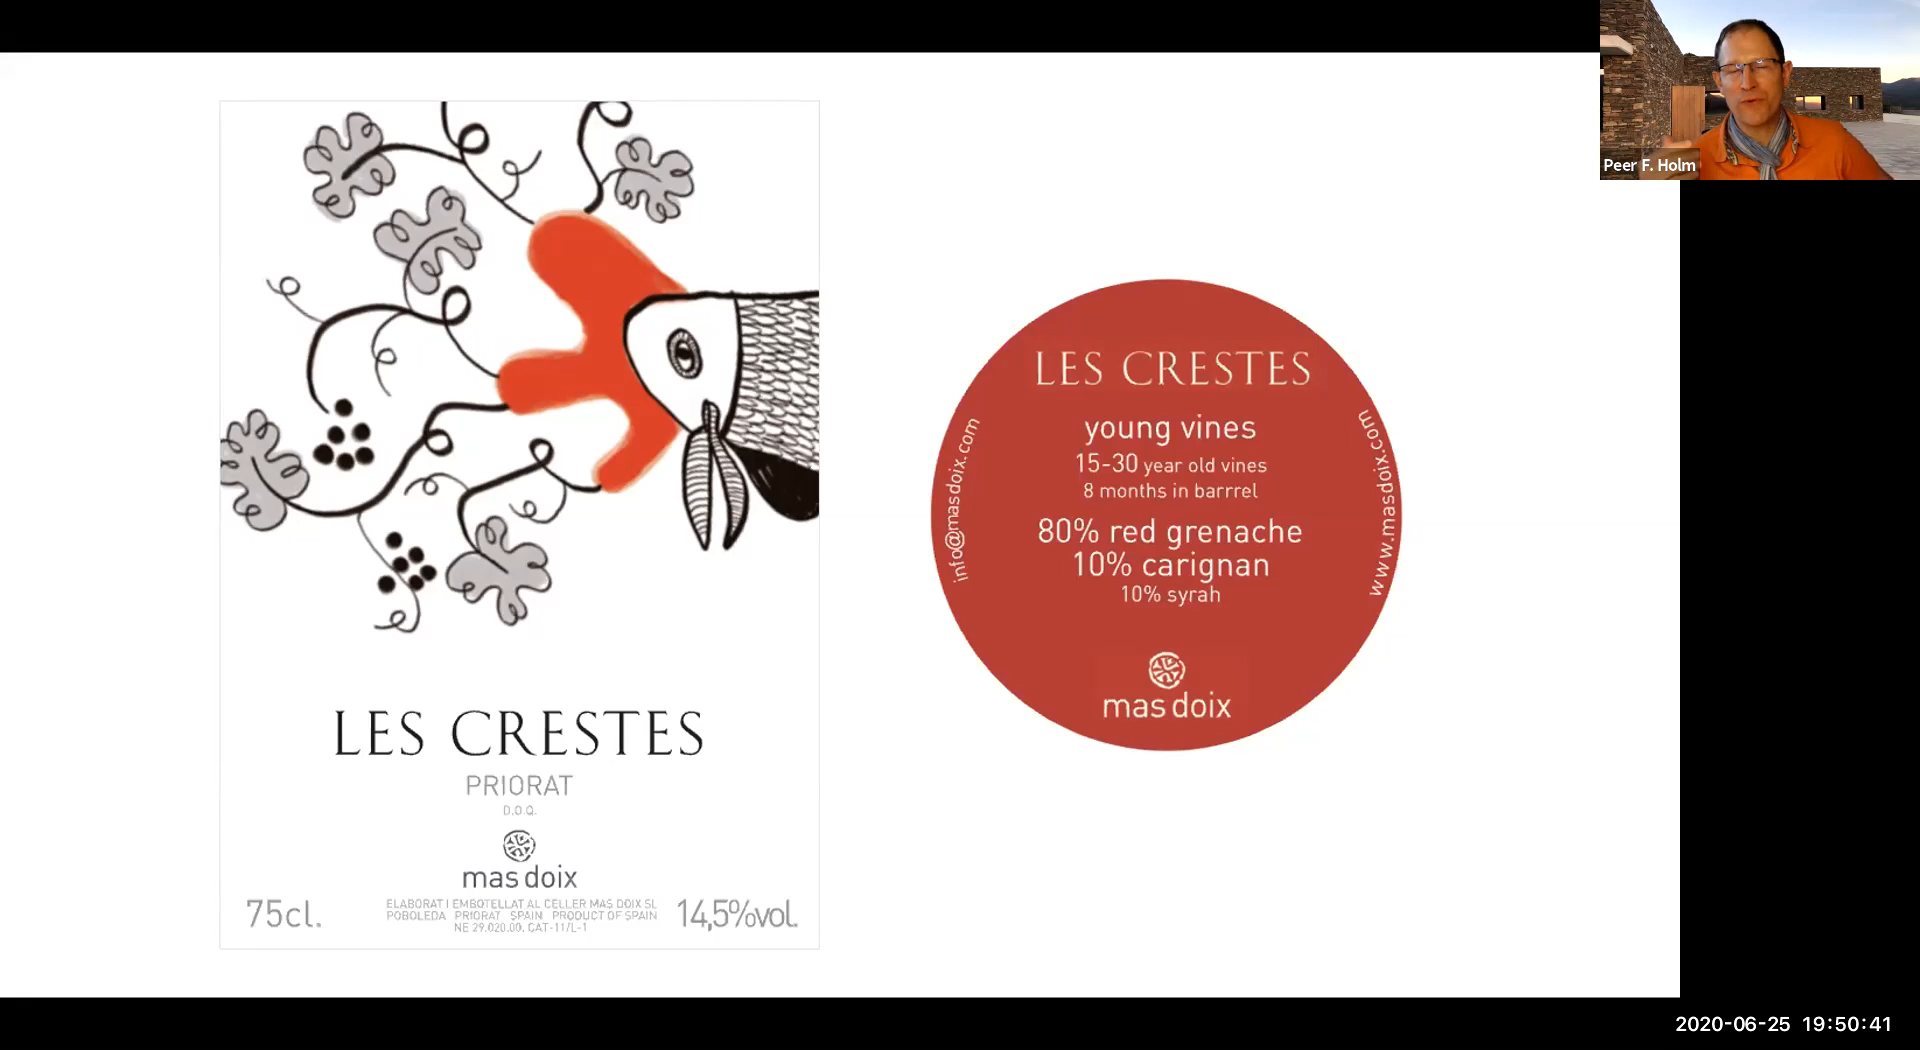 Peer F. Holm
LES CRESTES
PRIORAT
D.O.Q.
mas doix
75cl.
ELABORAT I EMBOTELLAT AL CELLER MAS DOIX SL
POBOLEDA PRIORAT SPAIN PRODUCT OF SPAIN
NE 29.020.00. CAT-11/L-1
14,5%vol.
LES CRESTES
young vines
15-30 year old vines
8 months in barrrel
80% red grenache
10% carignan
10% syrah
info@masdoix.com
www.masdoix.com
mas doix
2020-06-25 19:50:41